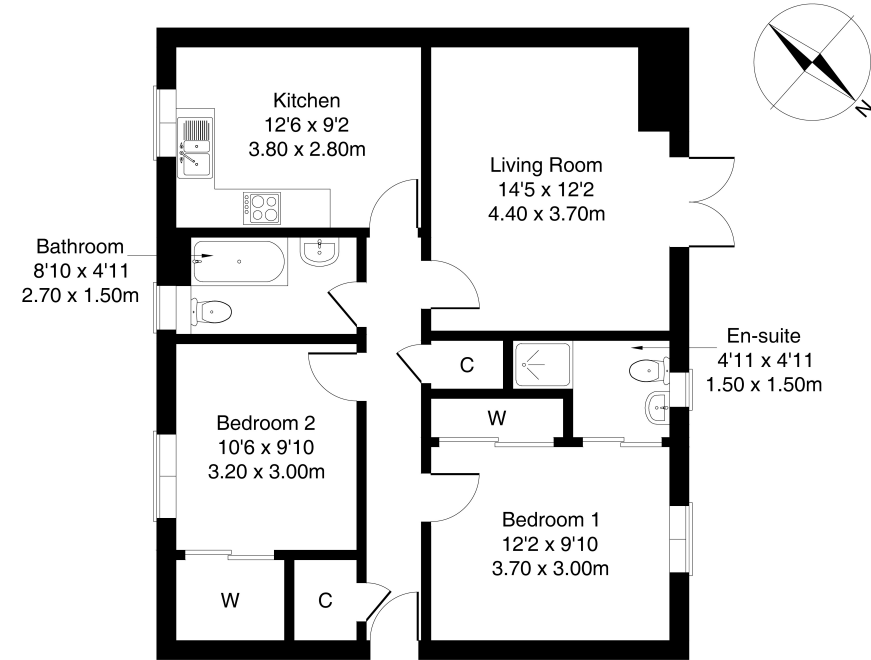 Kitchen
12'6 x 9'2
3.80 x 2.80m
Living Room
14'5 x 12'2
4.40 x 3.70m
N
Bathroom
8'10 x 4'11
2.70 x 1.50m
En-suite
4'11 x 4'11
1.50 x 1.50m
C
W
Bedroom 2
10'6 x 9'10
3.20 x 3.00m
Bedroom 1
12'2 x 9'10
3.70 x 3.00m
W
C